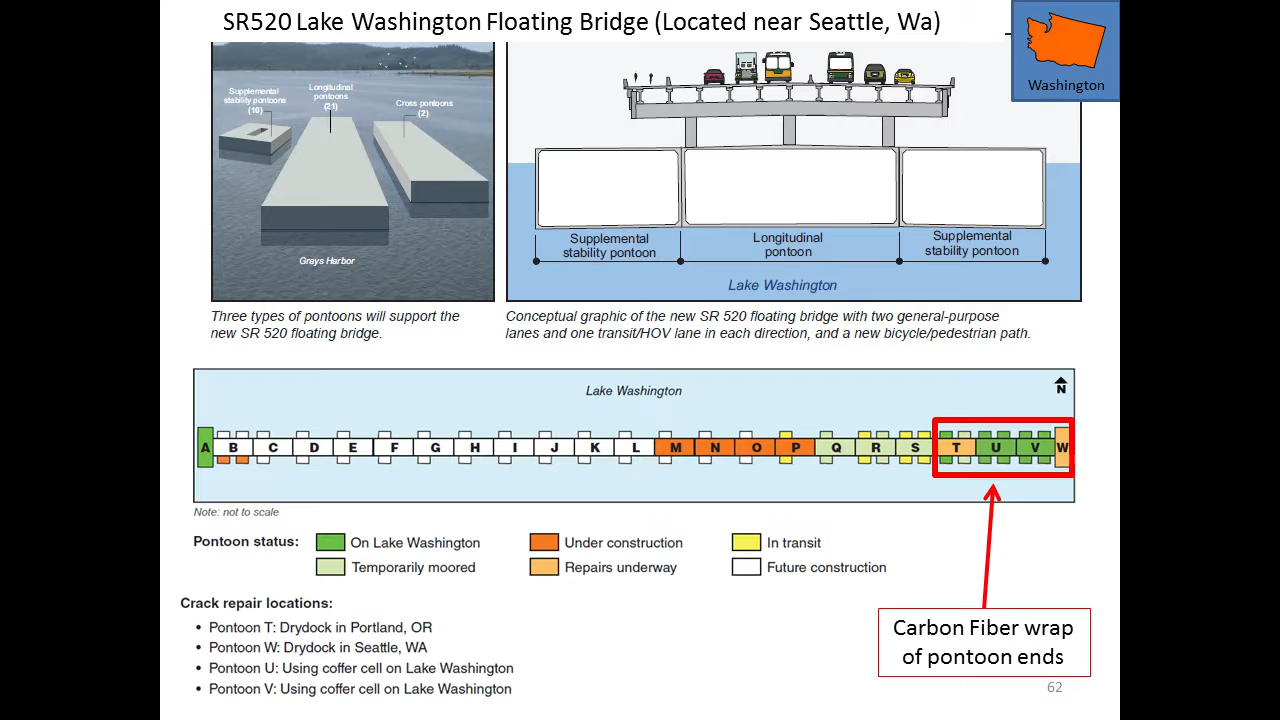 SR520 Lake Washington Floating Bridge (Located near Seattle, Wa)
Washington
Supplemental
stability pontoons
(10)
Longitudinal
pontoons
(21)
Cross pontoons
(2)
Grays Harbor
Supplemental
stability pontoon
Longitudinal
pontoon
Supplemental
stability pontoon
Lake Washington
Three types of pontoons will support the
new SR 520 floating bridge.
Conceptual graphic of the new SR 520 floating bridge with two general-purpose
lanes and one transit/HOV lane in each direction, and a new bicycle/pedestrian path.
Lake Washington
N
A B C D E F G H I J K L M N O P Q R S T U V W
Note: not to scale
Pontoon status:
On Lake Washington
Under construction
In transit
Temporarily moored
Repairs underway
Future construction
Crack repair locations:
• Pontoon T: Drydock in Portland, OR
• Pontoon W: Drydock in Seattle, WA
• Pontoon U: Using coffer cell on Lake Washington
• Pontoon V: Using coffer cell on Lake Washington
Carbon Fiber wrap
of pontoon ends
62